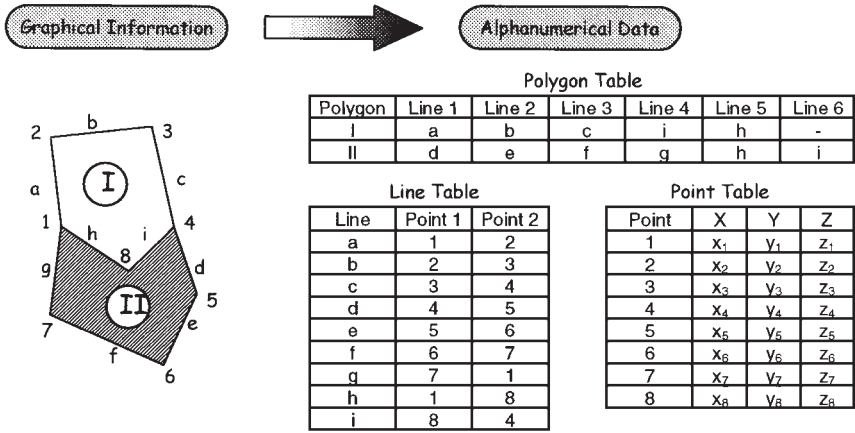 Graphical Information
Alphanumerical Data
Polygon Table
Polygon Line 1 Line 2 Line 3 Line 4 Line 5 Line 6
I a b c i h -
II d e f g h i
2 b 3
I
a c
1 h i 4
8
g d
II 5
7 e
f
6
Line Table
Line Point 1 Point 2
a 1 2
b 2 3
c 3 4
d 4 5
e 5 6
f 6 7
g 7 1
h 1 8
i 8 4
Point Table
Point X Y Z
1 x₁ y₁ z₁
2 x₂ y₂ z₂
3 x₃ y₃ z₃
4 x₄ y₄ z₄
5 x₅ y₅ z₅
6 x₆ y₆ z₆
7 x₇ y₇ z₇
8 x₈ y₈ z₈